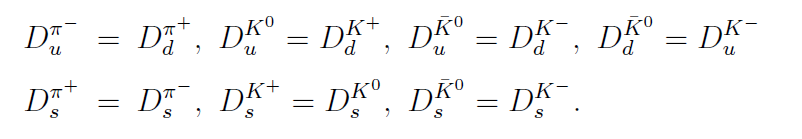 $D_u^{\pi^-} = D_d^{\pi^+},\ D_u^{K^0} = D_d^{K^+},\ D_u^{\bar{K}^0} = D_d^{K^-},\ D_d^{\bar{K}^0} = D_u^{K^-}$
$D_s^{\pi^+} = D_s^{\pi^-},\ D_s^{K^+} = D_s^{K^0},\ D_s^{\bar{K}^0} = D_s^{K^-}.$